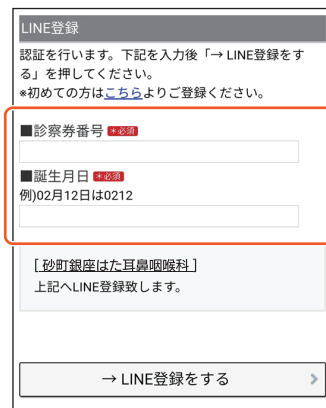 LINE登録
認証を行います。下記を入力後「→ LINE登録をす
る」を押してください。
*初めての方はこちらよりご登録ください。
■診察券番号 *必須
■誕生月日 *必須
例)02月12日は0212
[ 砂町銀座はた耳鼻咽喉科 ]
上記へLINE登録致します。
→ LINE登録をする >